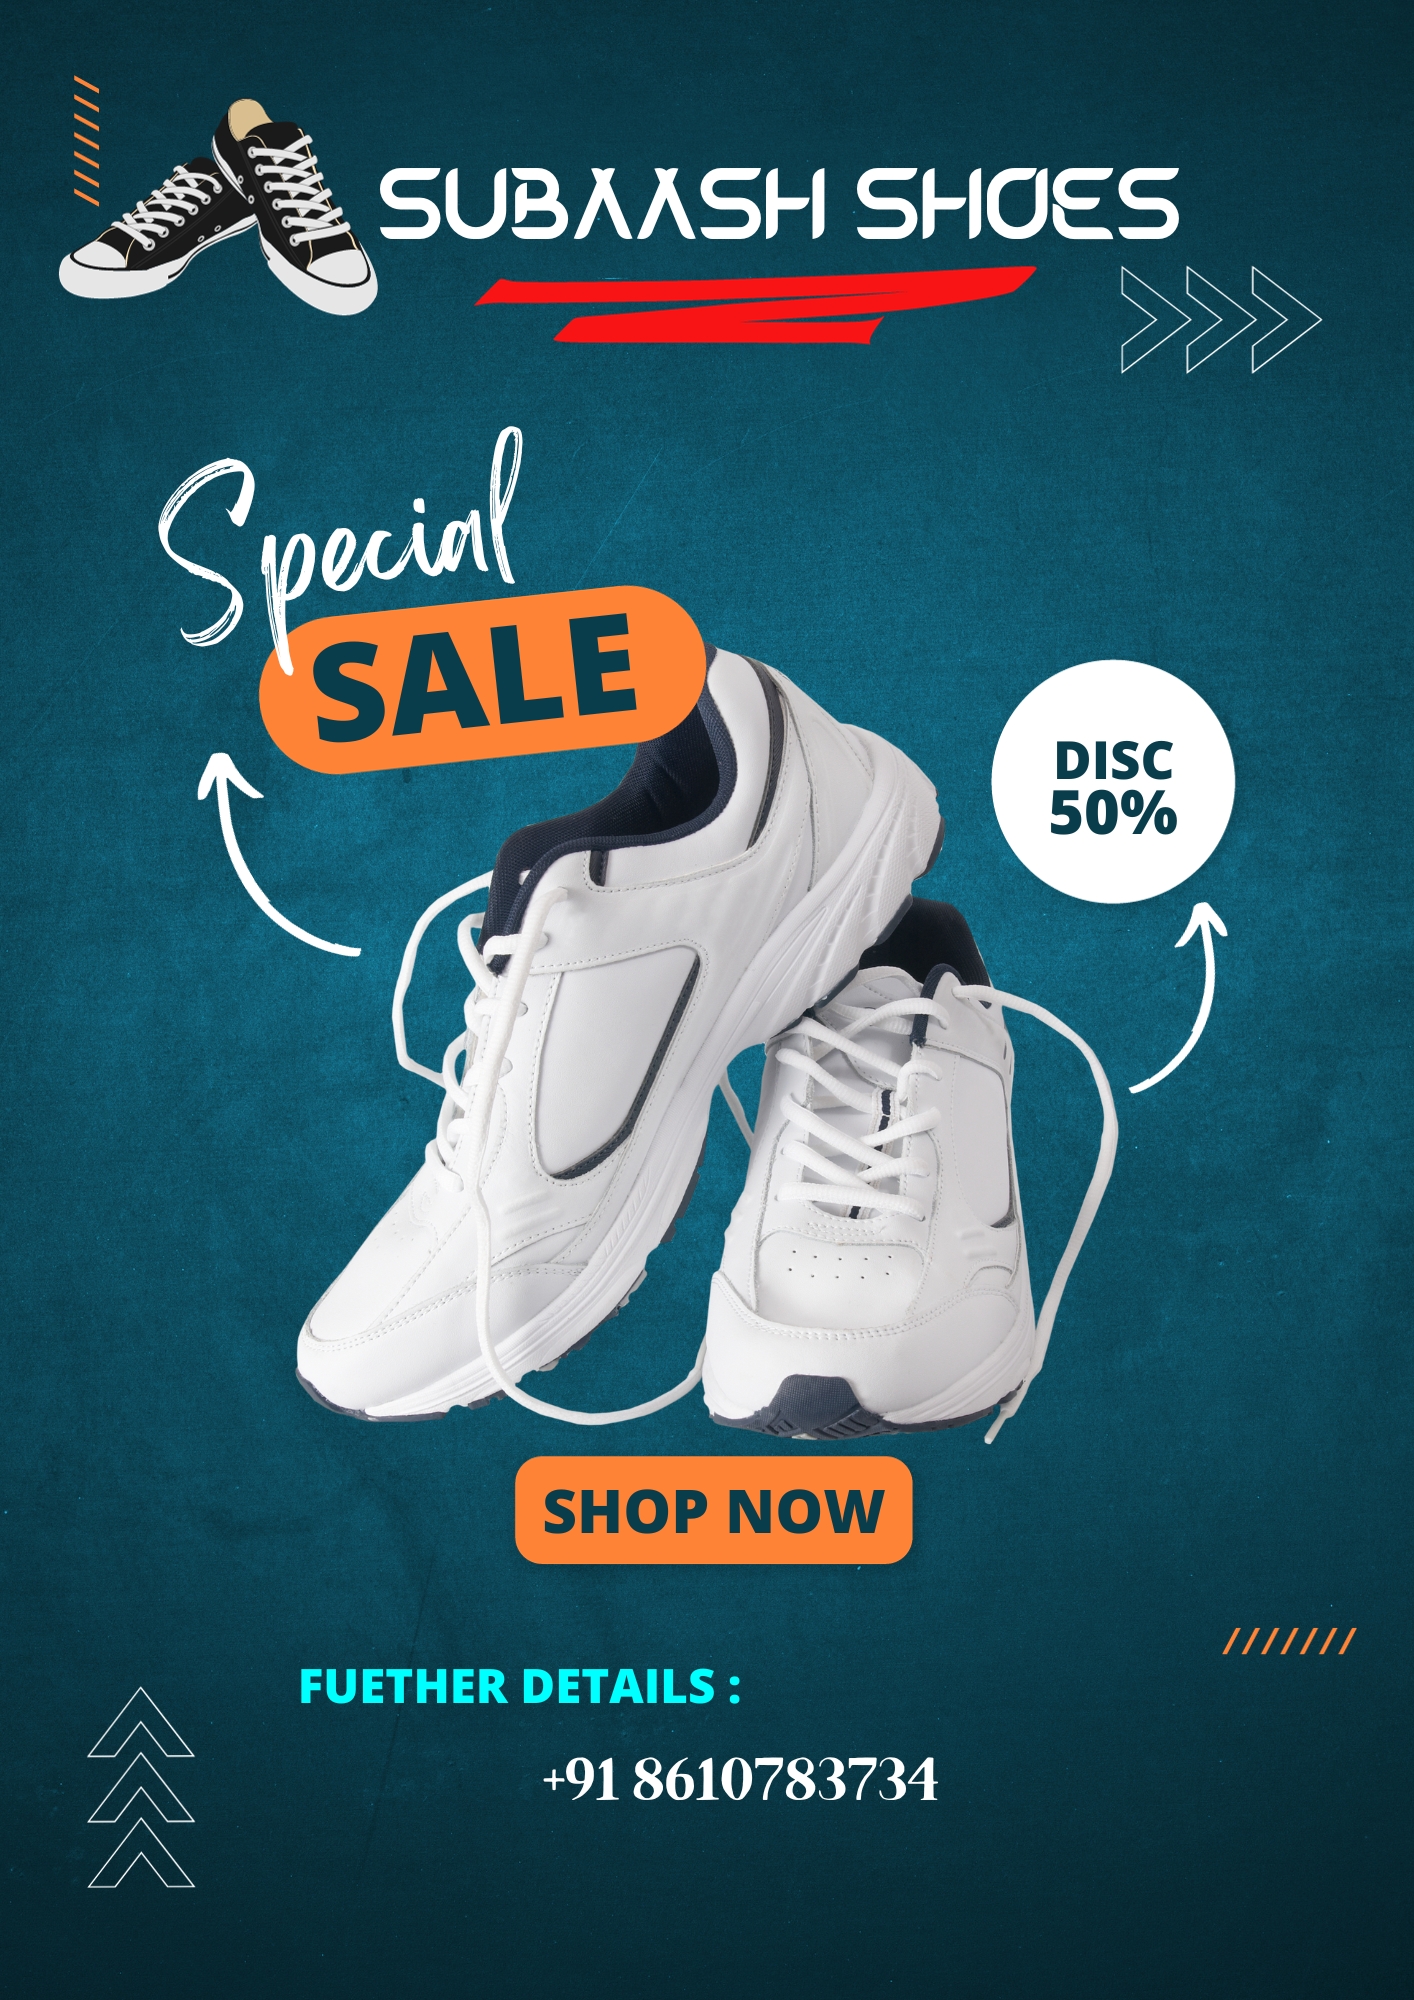 SUBAASH SHOES
Special
SALE
DISC
50%
SHOP NOW
FUETHER DETAILS :
+91 8610783734